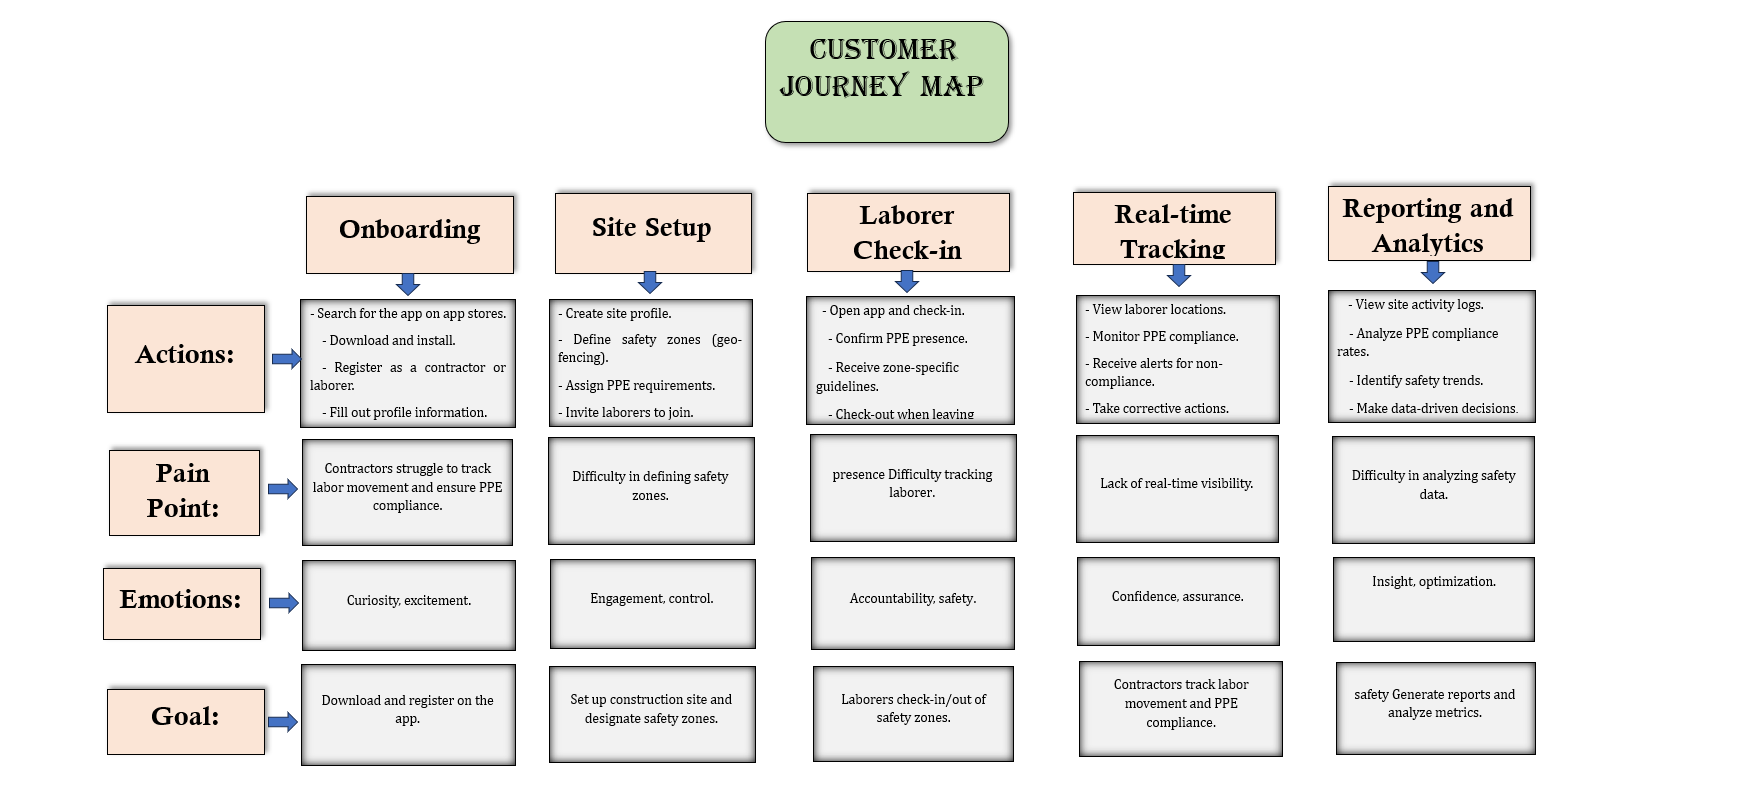 CUSTOMER
JOURNEY MAP
Onboarding
Site Setup
Laborer
Check-in
Real-time
Tracking
Reporting and
Analytics
Actions:
- Search for the app on app stores.
- Download and install.
- Register as a contractor or
laborer.
- Fill out profile information.
- Create site profile.
- Define safety zones (geo-
fencing).
- Assign PPE requirements.
- Invite laborers to join.
- Open app and check-in.
- Confirm PPE presence.
- Receive zone-specific
guidelines.
- Check-out when leaving
- View laborer locations.
- Monitor PPE compliance.
- Receive alerts for non-
compliance.
- Take corrective actions.
- View site activity logs.
- Analyze PPE compliance
rates.
- Identify safety trends.
- Make data-driven decisions.
Pain
Point:
Contractors struggle to track
labor movement and ensure PPE
compliance.
Difficulty in defining safety
zones.
presence Difficulty tracking
laborer.
Lack of real-time visibility.
Difficulty in analyzing safety
data.
Emotions:
Curiosity, excitement.
Engagement, control.
Accountability, safety.
Confidence, assurance.
Insight, optimization.
Goal:
Download and register on the
app.
Set up construction site and
designate safety zones.
Laborers check-in/out of
safety zones.
Contractors track labor
movement and PPE
compliance.
safety Generate reports and
analyze metrics.